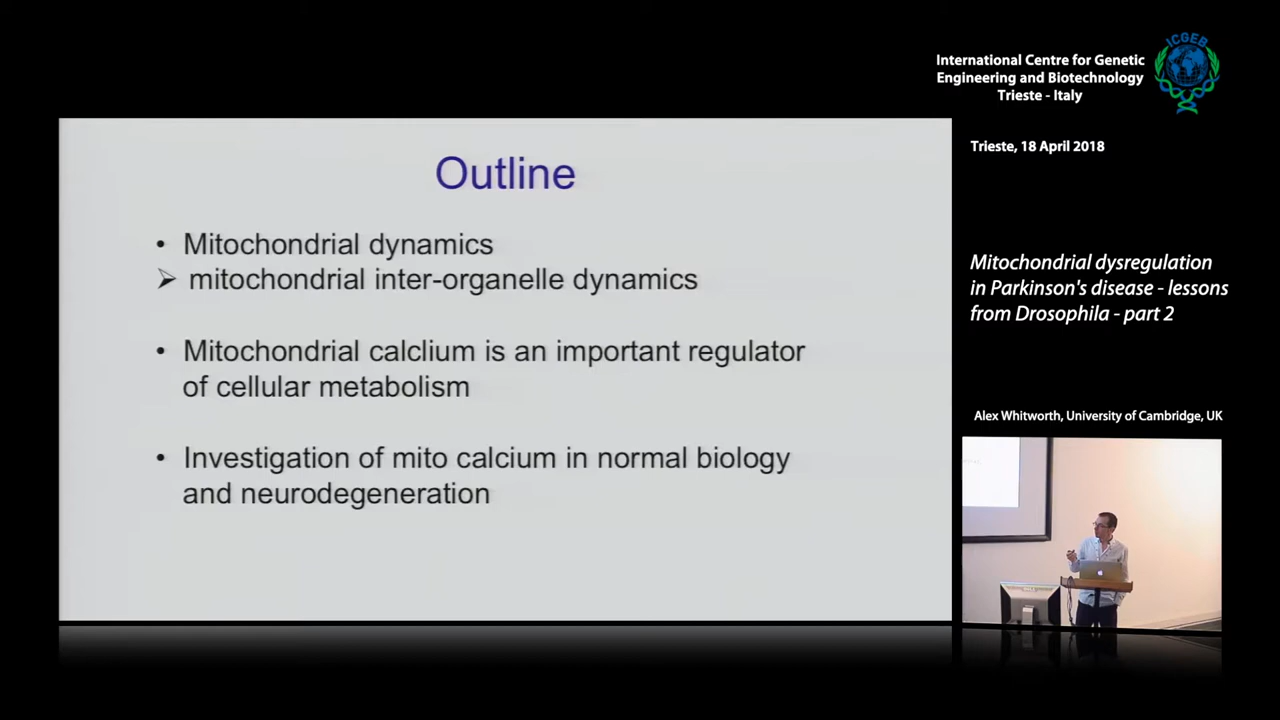 ICGEB
International Centre for Genetic
Engineering and Biotechnology
Trieste - Italy
Trieste, 18 April 2018
Outline
• Mitochondrial dynamics
➢ mitochondrial inter-organelle dynamics
• Mitochondrial calclium is an important regulator
of cellular metabolism
• Investigation of mito calcium in normal biology
and neurodegeneration
Mitochondrial dysregulation
in Parkinson's disease - lessons
from Drosophila - part 2
Alex Whitworth, University of Cambridge, UK